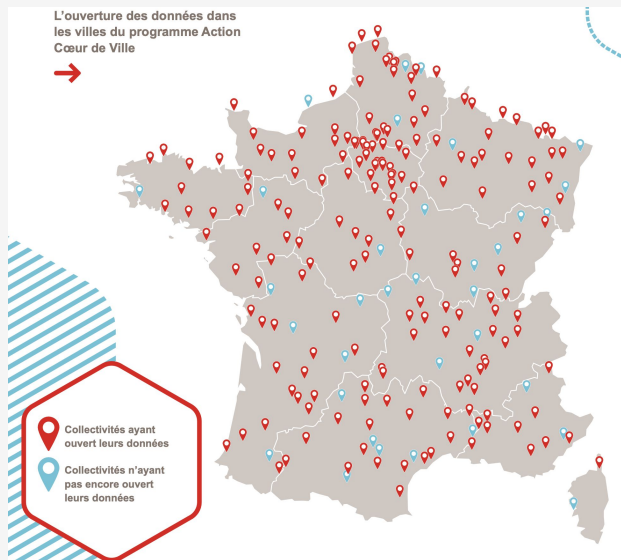 L'ouverture des données dans
les villes du programme Action
Cœur de Ville
Collectivités ayant
ouvert leurs données
Collectivités n'ayant
pas encore ouvert
leurs données